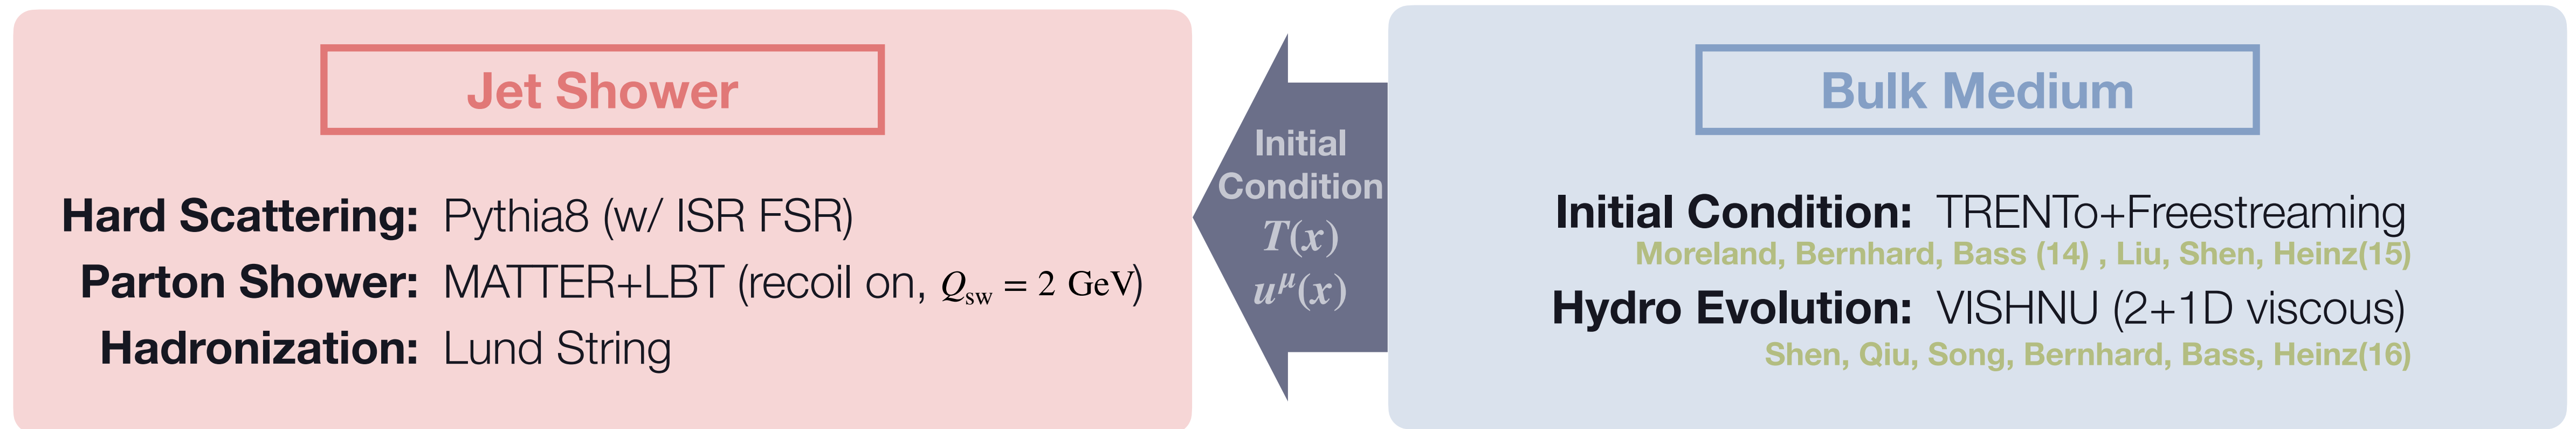 Jet Shower
Hard Scattering: Pythia8 (w/ ISR FSR)
Parton Shower: MATTER+LBT (recoil on, Q_sw = 2 GeV)
Hadronization: Lund String
Initial
Condition
T(x)
u^μ(x)
Bulk Medium
Initial Condition: TRENTo+Freestreaming
Moreland, Bernhard, Bass (14) , Liu, Shen, Heinz(15)
Hydro Evolution: VISHNU (2+1D viscous)
Shen, Qiu, Song, Bernhard, Bass, Heinz(16)